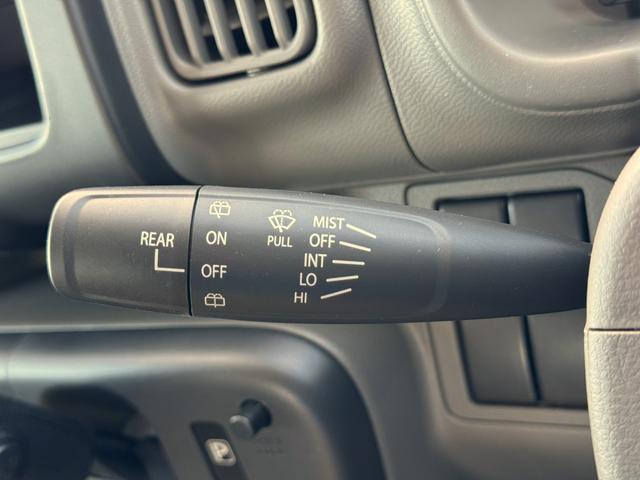 REAR
ON
OFF
PULL
MIST
OFF
INT
LO
HI
P